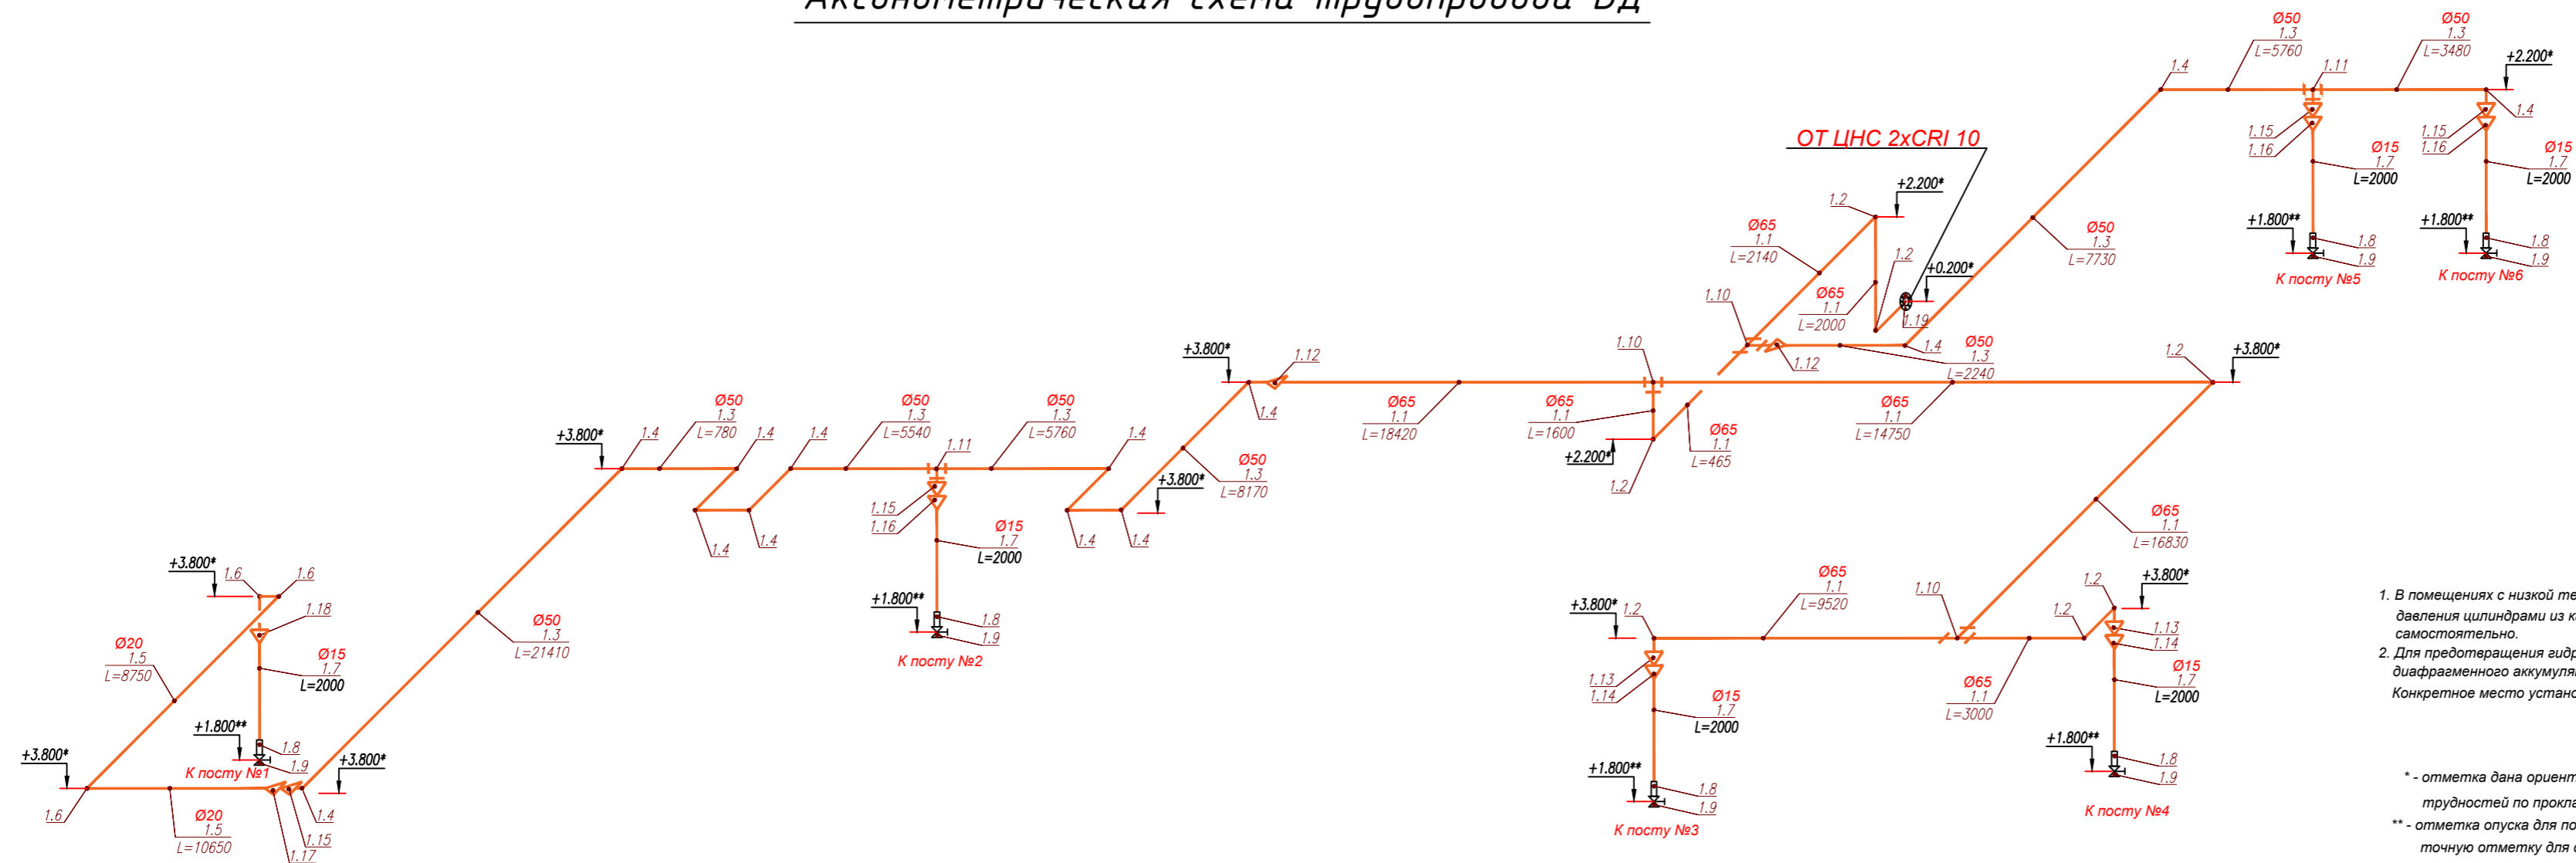 Аксонометрическая схема трубопровода ВД
Ø50
1.3
L=5760
Ø50
1.3
L=3480
+2.200*
1.4
1.11
1.4
1.15
1.16
Ø15
1.7
L=2000
1.15
1.16
Ø15
1.7
L=2000
+1.800**
1.8
1.9
К посту №5
+1.800**
1.8
1.9
К посту №6
ОТ ЦНС 2xCRI 10
+2.200*
1.2
Ø65
1.1
L=2140
1.2
+0.200*
Ø65
1.1
L=2000
1.19
1.10
1.12
1.4
Ø50
1.3
L=2240
Ø50
1.3
L=7730
+3.800*
1.12
1.4
1.10
1.2
+3.800*
Ø65
1.1
L=18420
Ø65
1.1
L=1600
+2.200*
1.2
Ø65
1.1
L=465
Ø65
1.1
L=14750
+3.800*
1.4
Ø50
1.3
L=780
1.4
1.4
Ø50
1.3
L=5540
1.11
Ø50
1.3
L=5760
1.4
Ø50
1.3
L=8170
+3.800*
1.4
1.4
1.4
1.4
1.15
1.16
Ø15
1.7
L=2000
+1.800**
1.8
1.9
К посту №2
+3.800*
1.6
1.6
1.18
Ø20
1.5
L=8750
Ø15
1.7
L=2000
+1.800**
1.8
1.9
К посту №1
+3.800*
1.6
Ø20
1.5
L=10650
1.17
1.15
1.4
+3.800*
Ø50
1.3
L=21410
Ø65
1.1
L=16830
+3.800*
1.2
Ø65
1.1
L=9520
1.10
1.2
1.2
+3.800*
1.13
1.14
Ø15
1.7
L=2000
+1.800**
1.8
1.9
К посту №3
Ø65
1.1
L=3000
1.13
1.14
Ø15
1.7
L=2000
+1.800**
1.8
1.9
К посту №4
1. В помещениях с низкой
давления цилиндрами из
самостоятельно.
2. Для предотвращения
диафрагменного
Конкретное место
* - отметка дана
трудностей по
** - отметка опуска для
точную отметку для